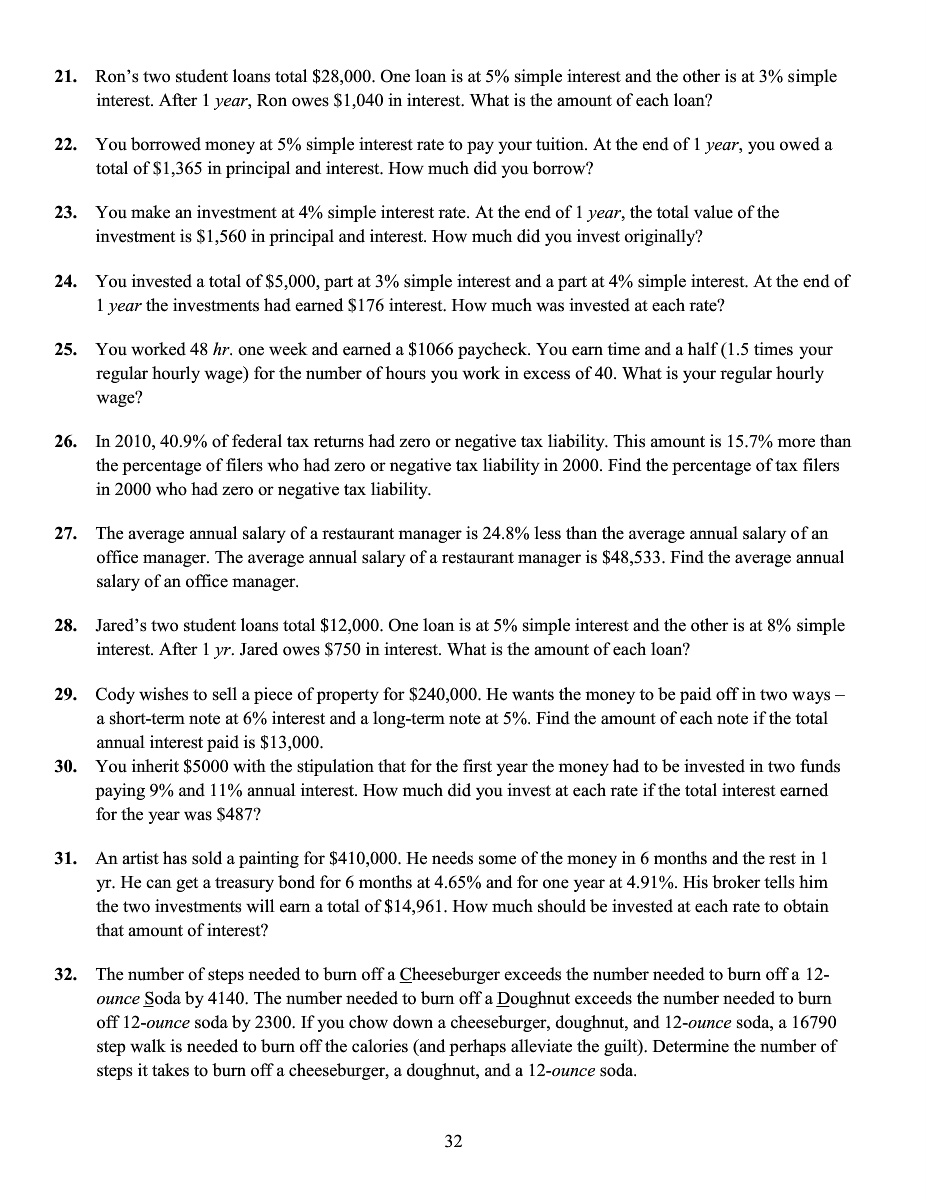 21. Ron’s two student loans total $28,000. One loan is at 5% simple interest and the other is at 3% simple
interest. After 1 year, Ron owes $1,040 in interest. What is the amount of each loan?
22. You borrowed money at 5% simple interest rate to pay your tuition. At the end of 1 year, you owed a
total of $1,365 in principal and interest. How much did you borrow?
23. You make an investment at 4% simple interest rate. At the end of 1 year, the total value of the
investment is $1,560 in principal and interest. How much did you invest originally?
24. You invested a total of $5,000, part at 3% simple interest and a part at 4% simple interest. At the end of
1 year the investments had earned $176 interest. How much was invested at each rate?
25. You worked 48 hr. one week and earned a $1066 paycheck. You earn time and a half (1.5 times your
regular hourly wage) for the number of hours you work in excess of 40. What is your regular hourly
wage?
26. In 2010, 40.9% of federal tax returns had zero or negative tax liability. This amount is 15.7% more than
the percentage of filers who had zero or negative tax liability in 2000. Find the percentage of tax filers
in 2000 who had zero or negative tax liability.
27. The average annual salary of a restaurant manager is 24.8% less than the average annual salary of an
office manager. The average annual salary of a restaurant manager is $48,533. Find the average annual
salary of an office manager.
28. Jared’s two student loans total $12,000. One loan is at 5% simple interest and the other is at 8% simple
interest. After 1 yr. Jared owes $750 in interest. What is the amount of each loan?
29. Cody wishes to sell a piece of property for $240,000. He wants the money to be paid off in two ways –
a short-term note at 6% interest and a long-term note at 5%. Find the amount of each note if the total
annual interest paid is $13,000.
30. You inherit $5000 with the stipulation that for the first year the money had to be invested in two funds
paying 9% and 11% annual interest. How much did you invest at each rate if the total interest earned
for the year was $487?
31. An artist has sold a painting for $410,000. He needs some of the money in 6 months and the rest in 1
yr. He can get a treasury bond for 6 months at 4.65% and for one year at 4.91%. His broker tells him
the two investments will earn a total of $14,961. How much should be invested at each rate to obtain
that amount of interest?
32. The number of steps needed to burn off a Cheeseburger exceeds the number needed to burn off a 12-
ounce Soda by 4140. The number needed to burn off a Doughnut exceeds the number needed to burn
off 12-ounce soda by 2300. If you chow down a cheeseburger, doughnut, and 12-ounce soda, a 16790
step walk is needed to burn off the calories (and perhaps alleviate the guilt). Determine the number of
steps it takes to burn off a cheeseburger, a doughnut, and a 12-ounce soda.
32